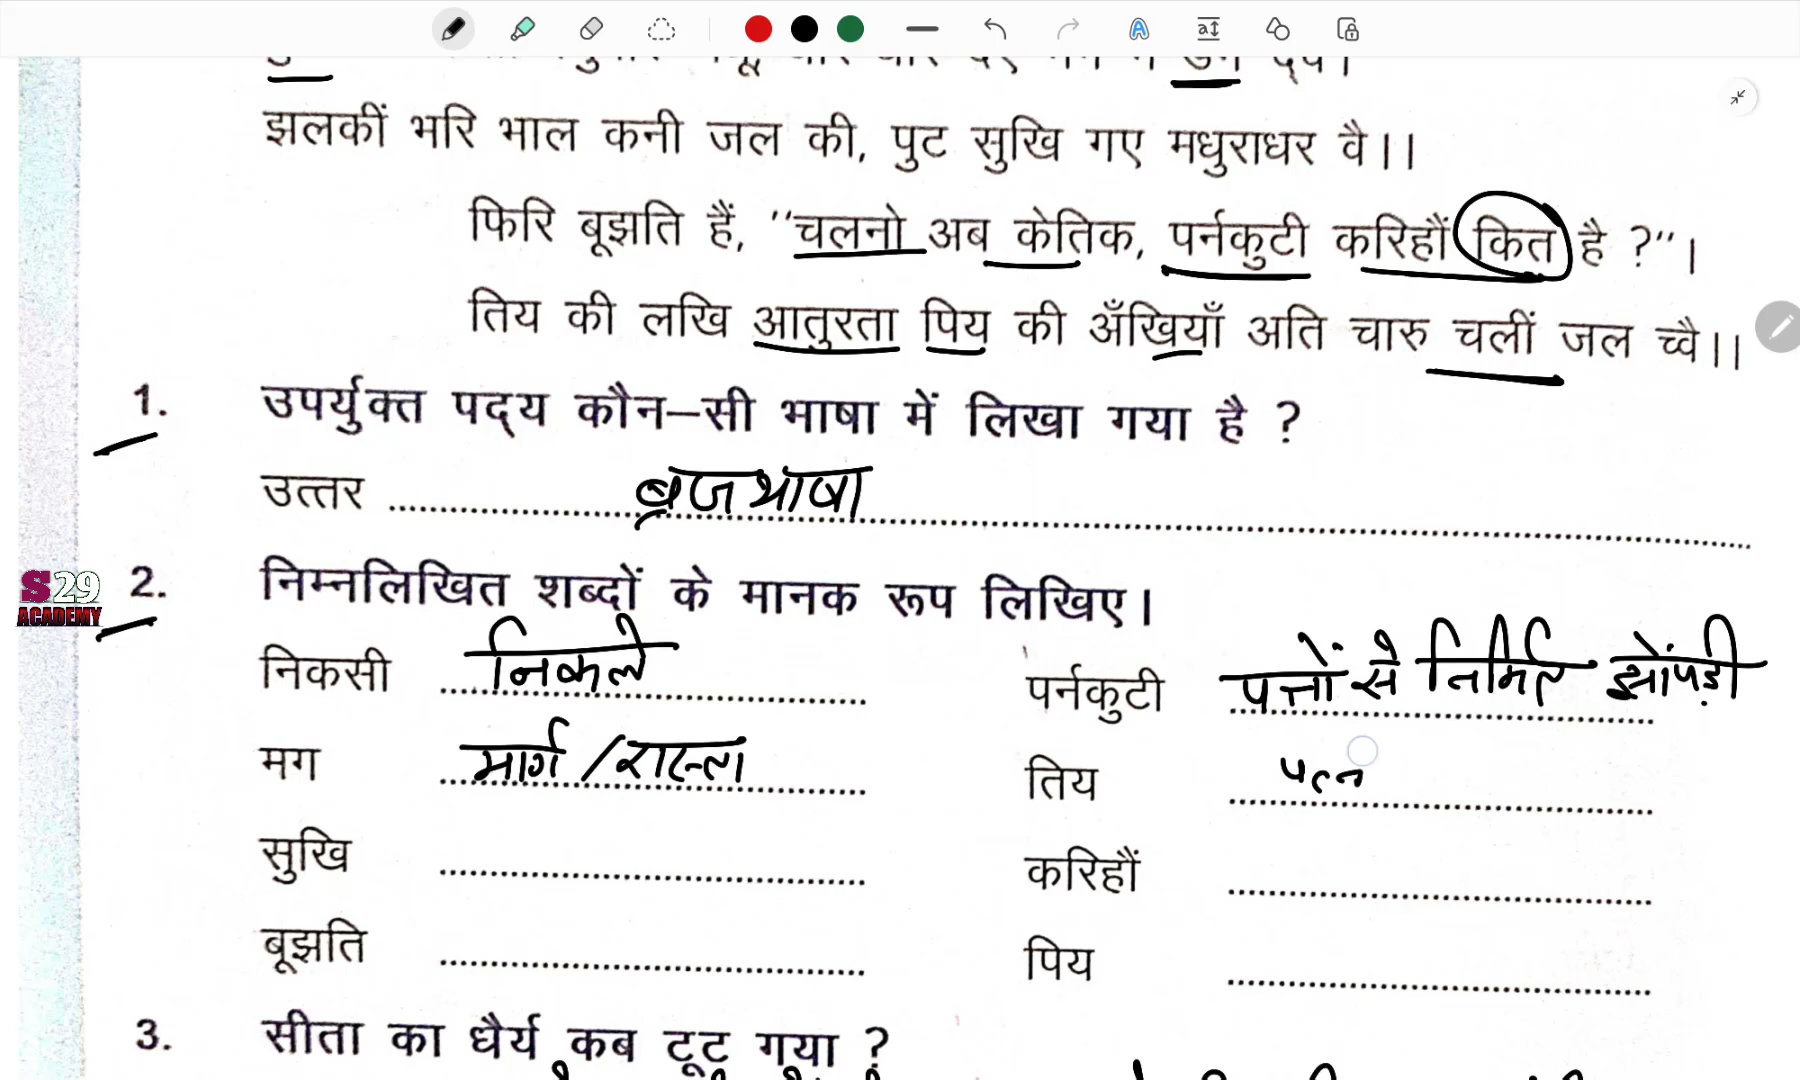 झलकीं भरि भाल कनी जल की, पुट सुखि गए मधुराधर वै।।
फिरि बूझति हैं, "चलनो अब केतिक, पर्नकुटी करिहौं कित है ?"।
तिय की लखि आतुरता पिय की अँखियाँ अति चारु चलीं जल च्वै।।
1. उपर्युक्त पद्य कौन-सी भाषा में लिखा गया है ?
उत्तर ब्रजभाषा
2. निम्नलिखित शब्दों के मानक रूप लिखिए।
S29 ACADEMY
निकसी निकले पर्नकुटी पत्तों से निर्मित झोंपड़ी
मग मार्ग/रास्ता तिय पत्न
सुखि करिहौं
बूझति पिय
3. सीता का धैर्य कब टूट गया ?